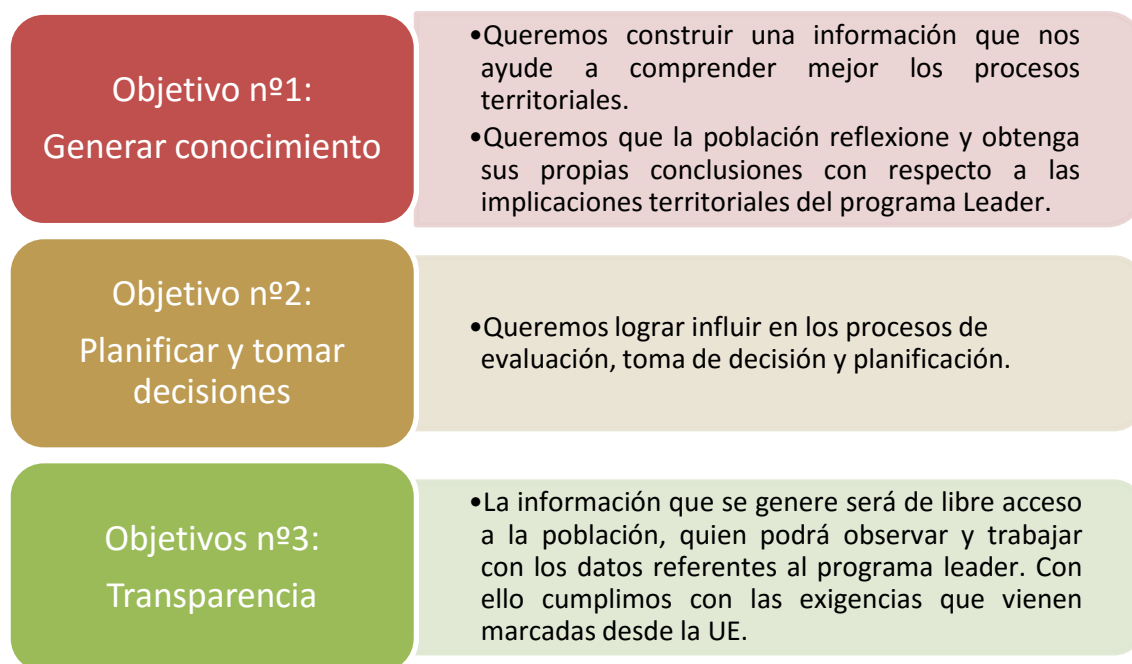 Objetivo nº1:
Generar conocimiento
•Queremos construir una información que nos
ayude a comprender mejor los procesos
territoriales.
•Queremos que la población reflexione y obtenga
sus propias conclusiones con respecto a las
implicaciones territoriales del programa Leader.
Objetivo nº2:
Planificar y tomar
decisiones
•Queremos lograr influir en los procesos de
evaluación, toma de decisión y planificación.
Objetivos nº3:
Transparencia
•La información que se genere será de libre acceso
a la población, quien podrá observar y trabajar
con los datos referentes al programa leader. Con
ello cumplimos con las exigencias que vienen
marcadas desde la UE.